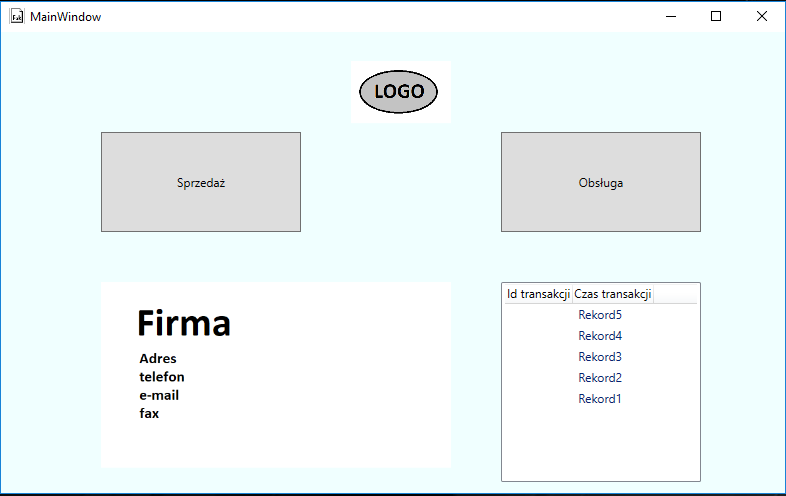 MainWindow
LOGO
Sprzedaż
Obsługa
Firma
Adres
telefon
e-mail
fax
Id transakcji Czas transakcji
Rekord5
Rekord4
Rekord3
Rekord2
Rekord1